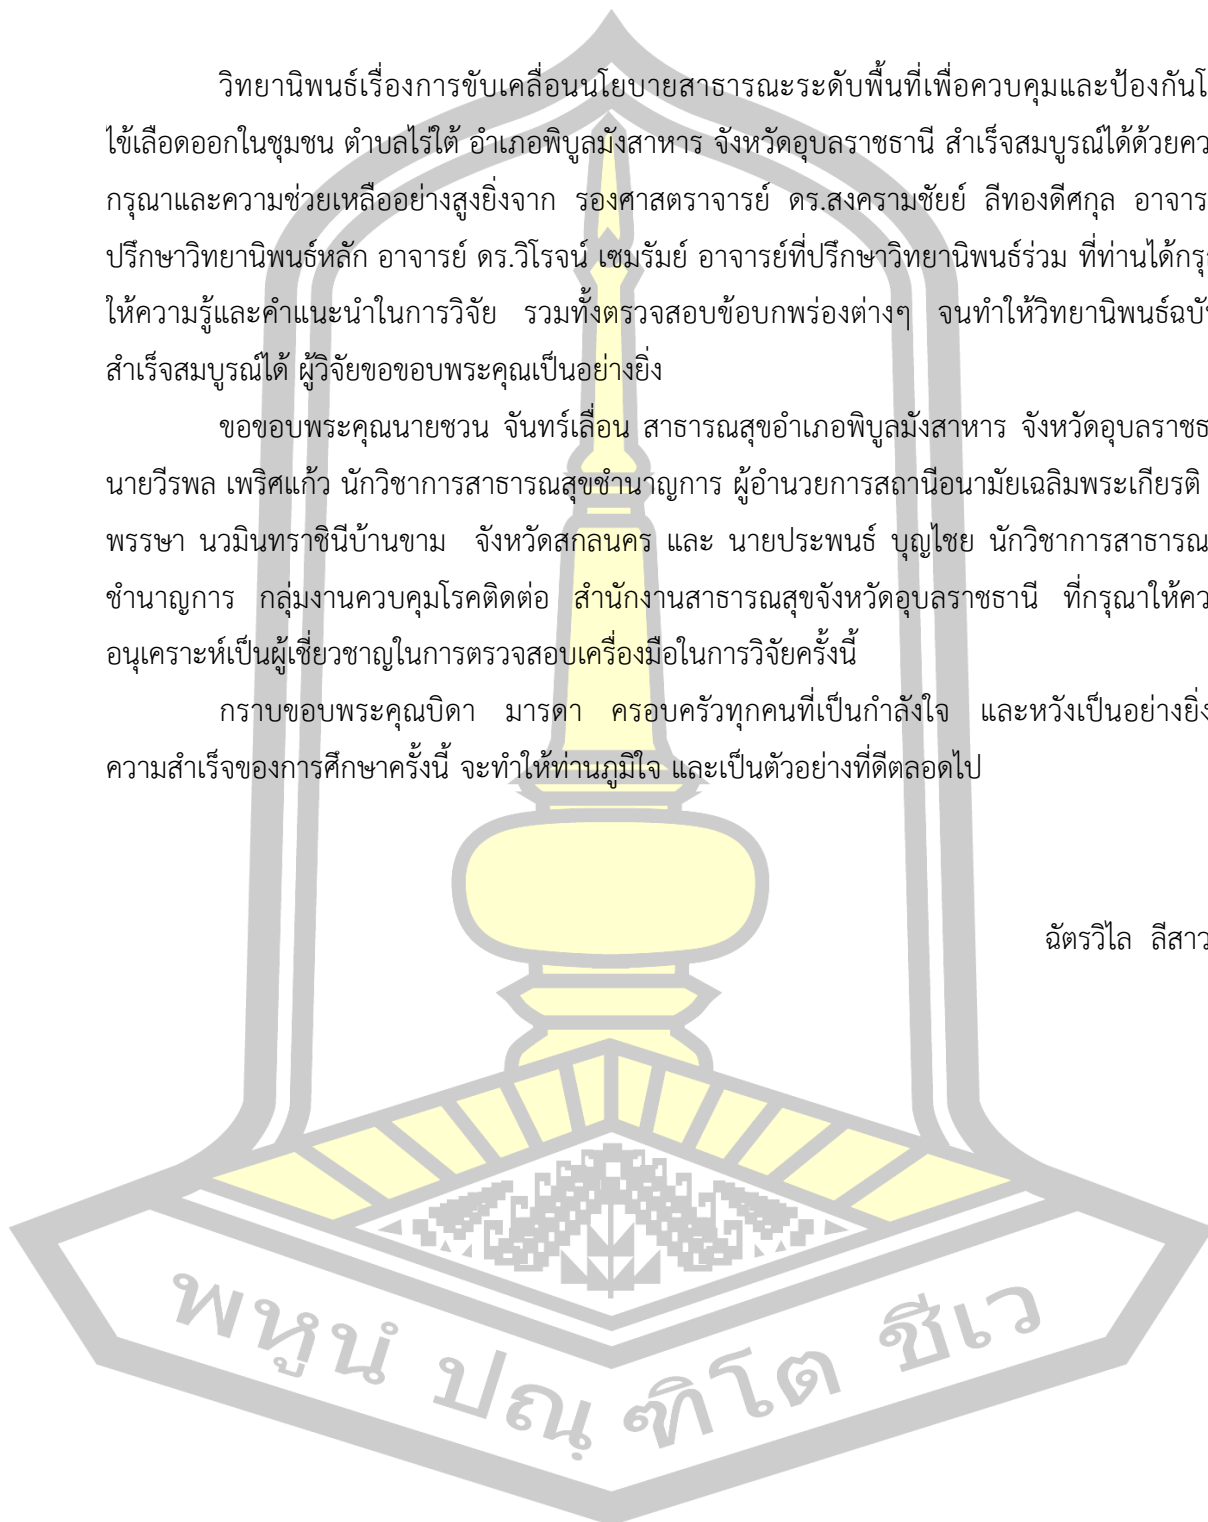 วิทยานิพนธ์เรื่องการขับเคลื่อนนโยบายสาธารณะระดับพื้นที่เพื่อควบคุมและป้องกันโ
ไข้เลือดออกในชุมชน ตำบลไร่ใต้ อำเภอพิบูลมังสาหาร จังหวัดอุบลราชธานี สำเร็จสมบูรณ์ได้ด้วยคว
กรุณาและความช่วยเหลืออย่างสูงยิ่งจาก รองศาสตราจารย์ ดร.สงครามชัยย์ ลีทองดีศกุล อาจาร
ปรึกษาวิทยานิพนธ์หลัก อาจารย์ ดร.วิโรจน์ เซมรัมย์ อาจารย์ที่ปรึกษาวิทยานิพนธ์ร่วม ที่ท่านได้กรุ
ให้ความรู้และคำแนะนำในการวิจัย รวมทั้งตรวจสอบข้อบกพร่องต่างๆ จนทำให้วิทยานิพนธ์ฉบั
สำเร็จสมบูรณ์ได้ ผู้วิจัยขอขอบพระคุณเป็นอย่างยิ่ง
ขอขอบพระคุณนายชวน จันทร์เลื่อน สาธารณสุขอำเภอพิบูลมังสาหาร จังหวัดอุบลราชธ
นายวีรพล เพริศแก้ว นักวิชาการสาธารณสุขชำนาญการ ผู้อำนวยการสถานีอนามัยเฉลิมพระเกียรติ
พรรษา นวมินทราชินีบ้านขาม จังหวัดสกลนคร และ นายประพนธ์ บุญไชย นักวิชาการสาธารณ
ชำนาญการ กลุ่มงานควบคุมโรคติดต่อ สำนักงานสาธารณสุขจังหวัดอุบลราชธานี ที่กรุณาให้คว
อนุเคราะห์เป็นผู้เชี่ยวชาญในการตรวจสอบเครื่องมือในการวิจัยครั้งนี้
กราบขอบพระคุณบิดา มารดา ครอบครัวทุกคนที่เป็นกำลังใจ และหวังเป็นอย่างยิ่ง
ความสำเร็จของการศึกษาครั้งนี้ จะทำให้ท่านภูมิใจ และเป็นตัวอย่างที่ดีตลอดไป
ฉัตรวิไล ลีสาว
พหูนํ ปณฺฑิโต ชีเว